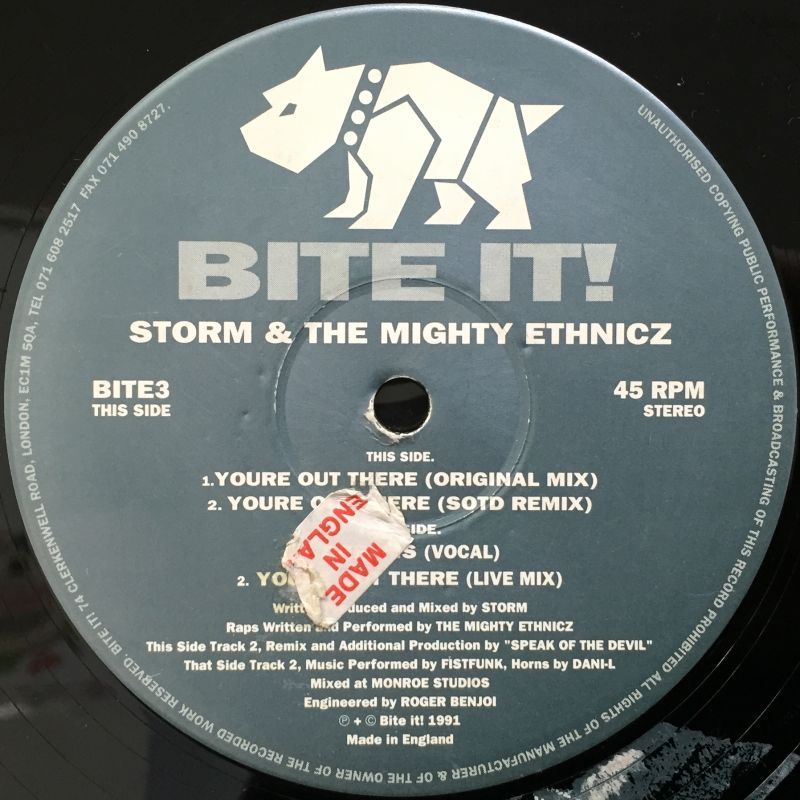 BITE IT!
STORM & THE MIGHTY ETHNICZ
BITE3
THIS SIDE
45 RPM
STEREO
THIS SIDE.
1.YOURE OUT THERE (ORIGINAL MIX)
2. YOURE O HERE (SOTD REMIX)
SIDE.
S (VOCAL)
2. YO T THERE (LIVE MIX)
MADE
IN
ENGLA
Writ duced and Mixed by STORM
Raps Written and Performed by THE MIGHTY ETHNICZ
This Side Track 2, Remix and Additional Production by "SPEAK OF THE DEVIL"
That Side Track 2, Music Performed by FISTFUNK, Horns by DANI-L
Mixed at MONROE STUDIOS
Engineered by ROGER BENJOI
℗ + © Bite it! 1991
Made in England
UNAUTHORISED COPYING PUBLIC PERFORMANCE & BROADCASTING OF THIS RECORD PROHIBITED ALL RIGHTS OF THE MANUFACTURER & OF THE OWNER OF THE RECORDED WORK RESERVED. BITE IT! 74 CLERKENWELL ROAD, LONDON, EC1M 5QA, TEL 071 608 2517 FAX 071 490 8727.